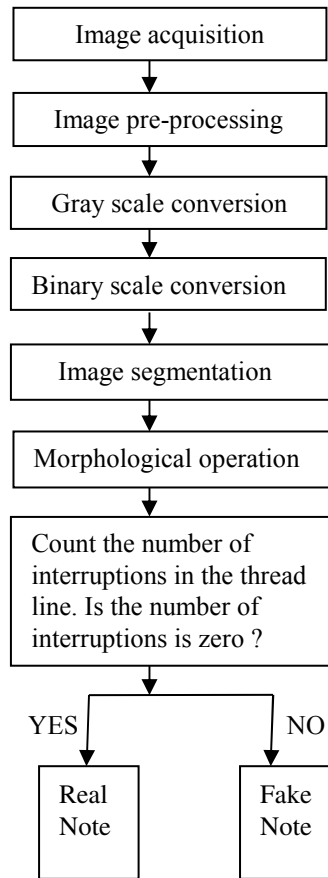 Image acquisition
Image pre-processing
Gray scale conversion
Binary scale conversion
Image segmentation
Morphological operation
Count the number of
interruptions in the thread
line. Is the number of
interruptions is zero ?
YES
NO
Real
Note
Fake
Note